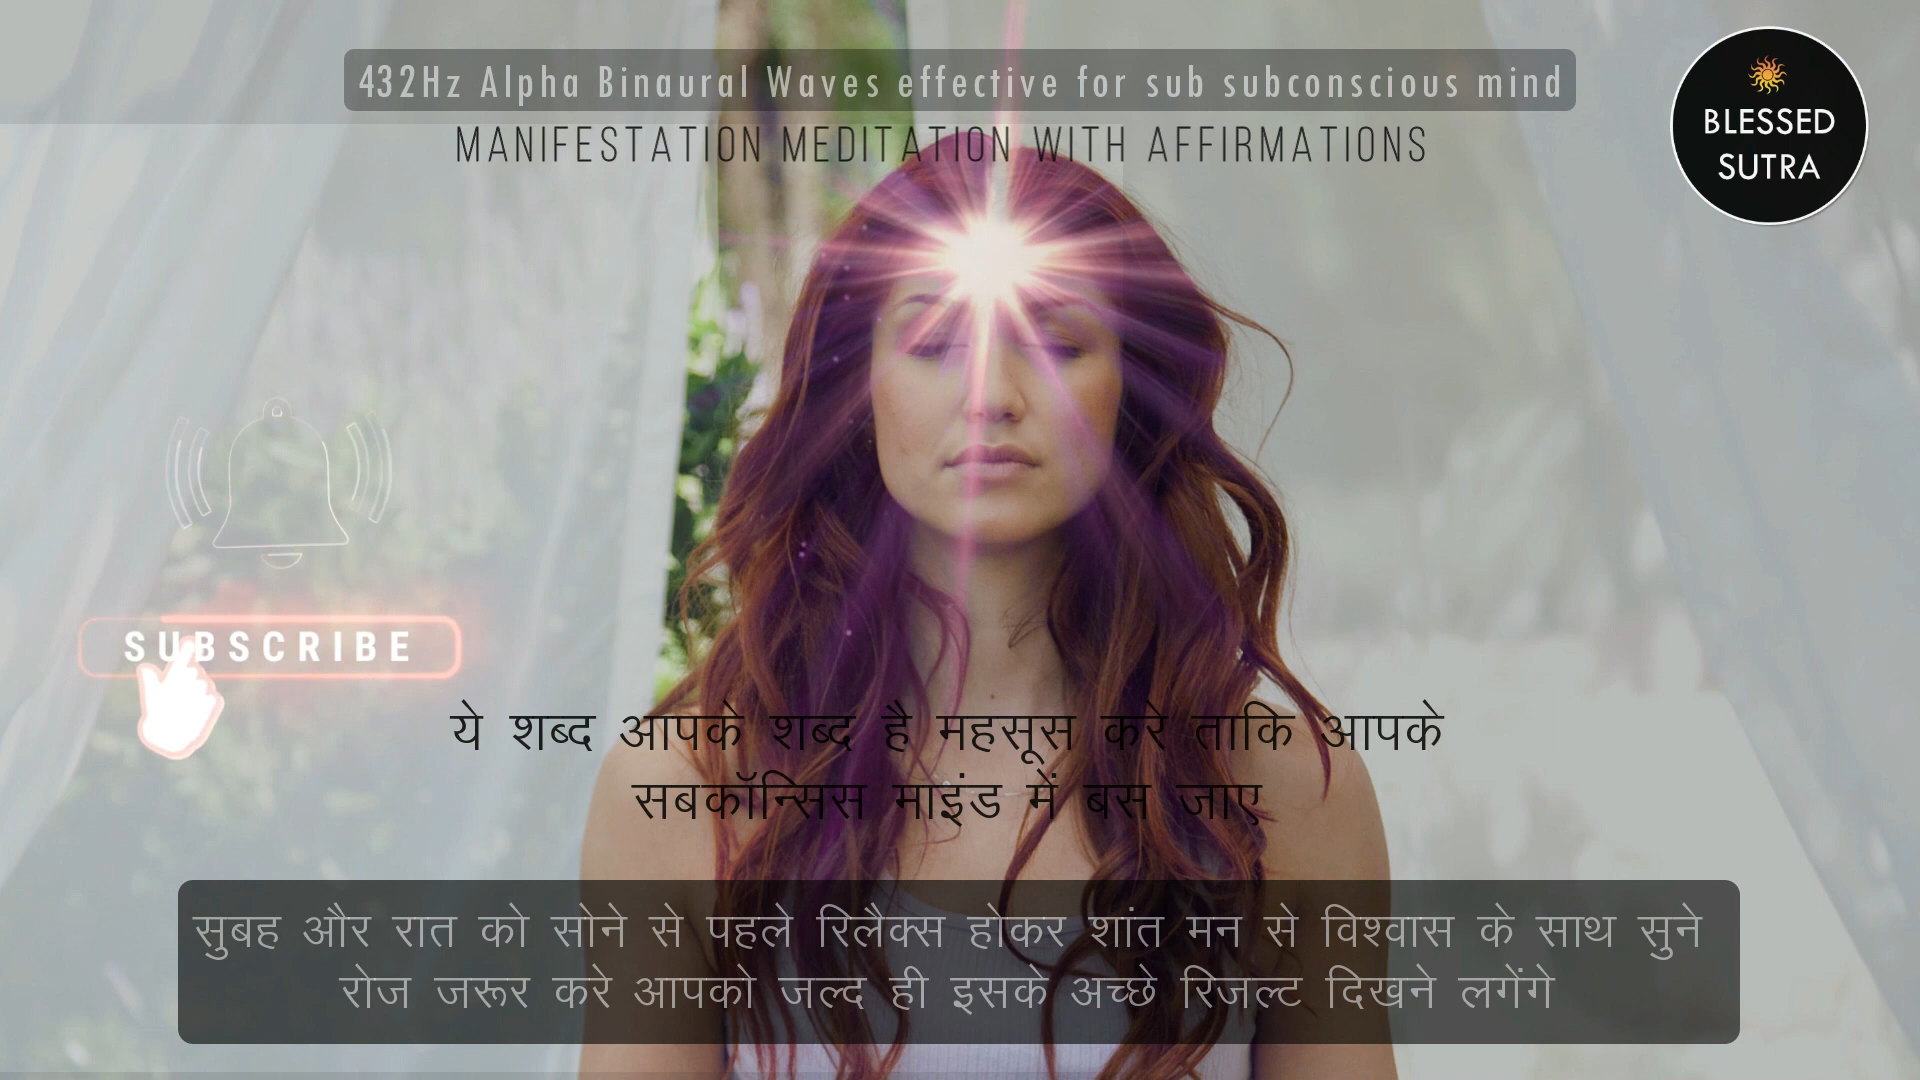 432Hz Alpha Binaural Waves effective for sub subconscious mind
MANIFESTATION MEDITATION WITH AFFIRMATIONS
BLESSED
SUTRA
SUBSCRIBE
ये शब्द आपके शब्द है महसूस करे ताकि आपके
सबकॉन्सिस माइंड में बस जाए
सुबह और रात को सोने से पहले रिलैक्स होकर शांत मन से विश्वास के साथ सुने
रोज जरूर करे आपको जल्द ही इसके अच्छे रिजल्ट दिखने लगेंगे